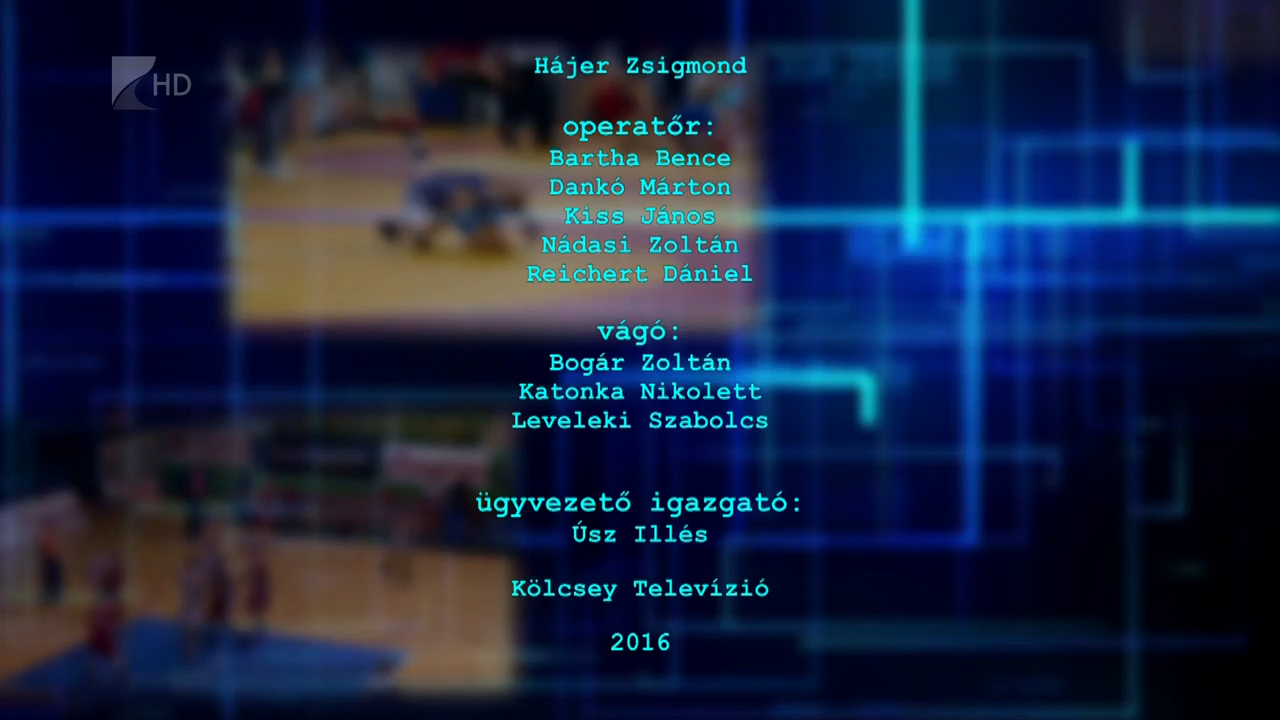 HD
Hájer Zsigmond
operatőr:
Bartha Bence
Dankó Márton
Kiss János
Nádasi Zoltán
Reichert Dániel
vágó:
Bogár Zoltán
Katonka Nikolett
Leveleki Szabolcs
ügyvezető igazgató:
Úsz Illés
Kölcsey Televízió
2016